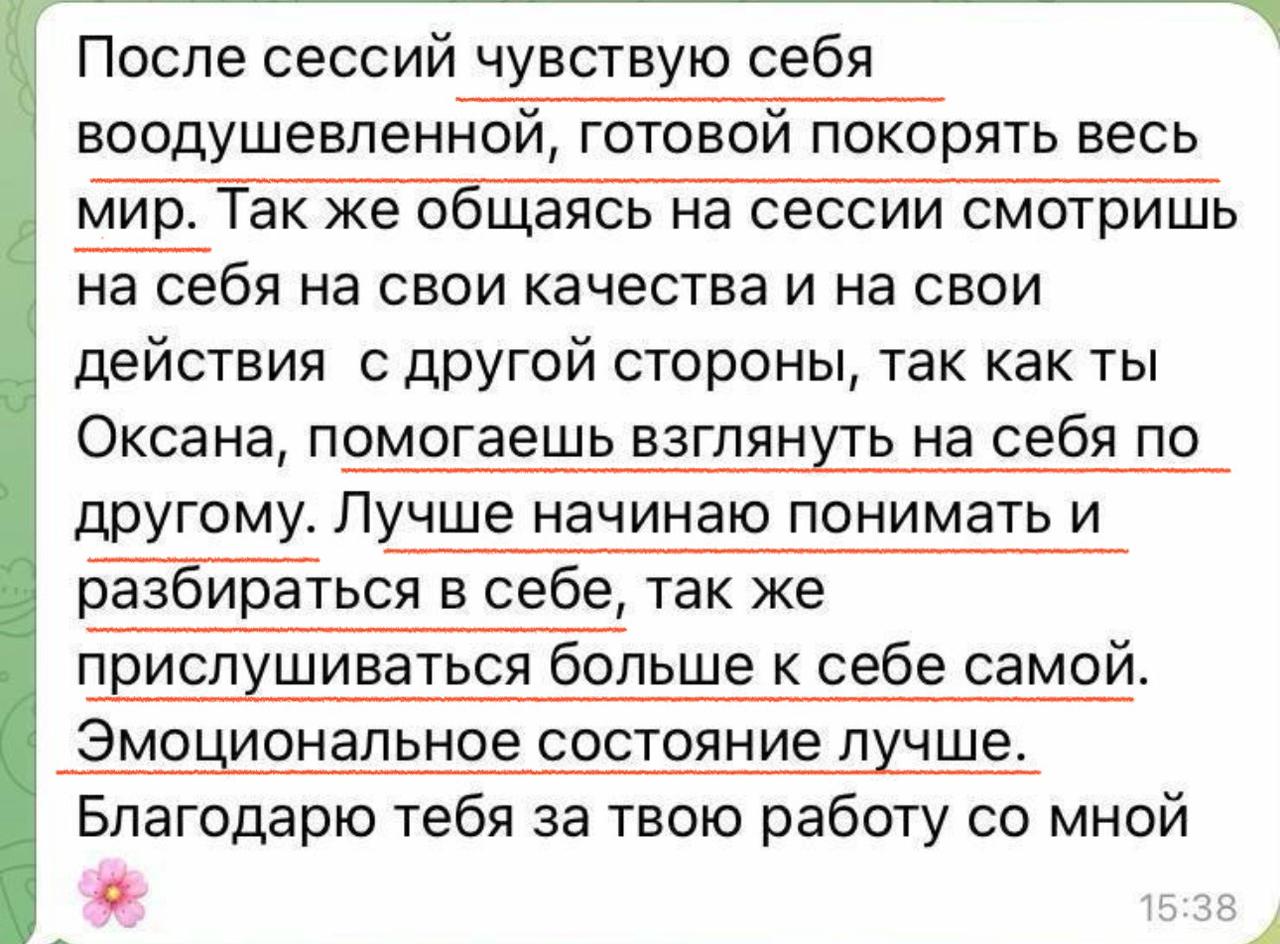 После сессий чувствую себя
воодушевленной, готовой покорять весь
мир. Так же общаясь на сессии смотришь
на себя на свои качества и на свои
действия  с другой стороны, так как ты
Оксана, помогаешь взглянуть на себя по
другому. Лучше начинаю понимать и
разбираться в себе, так же
прислушиваться больше к себе самой.
Эмоциональное состояние лучше.
Благодарю тебя за твою работу со мной
🌸
15:38